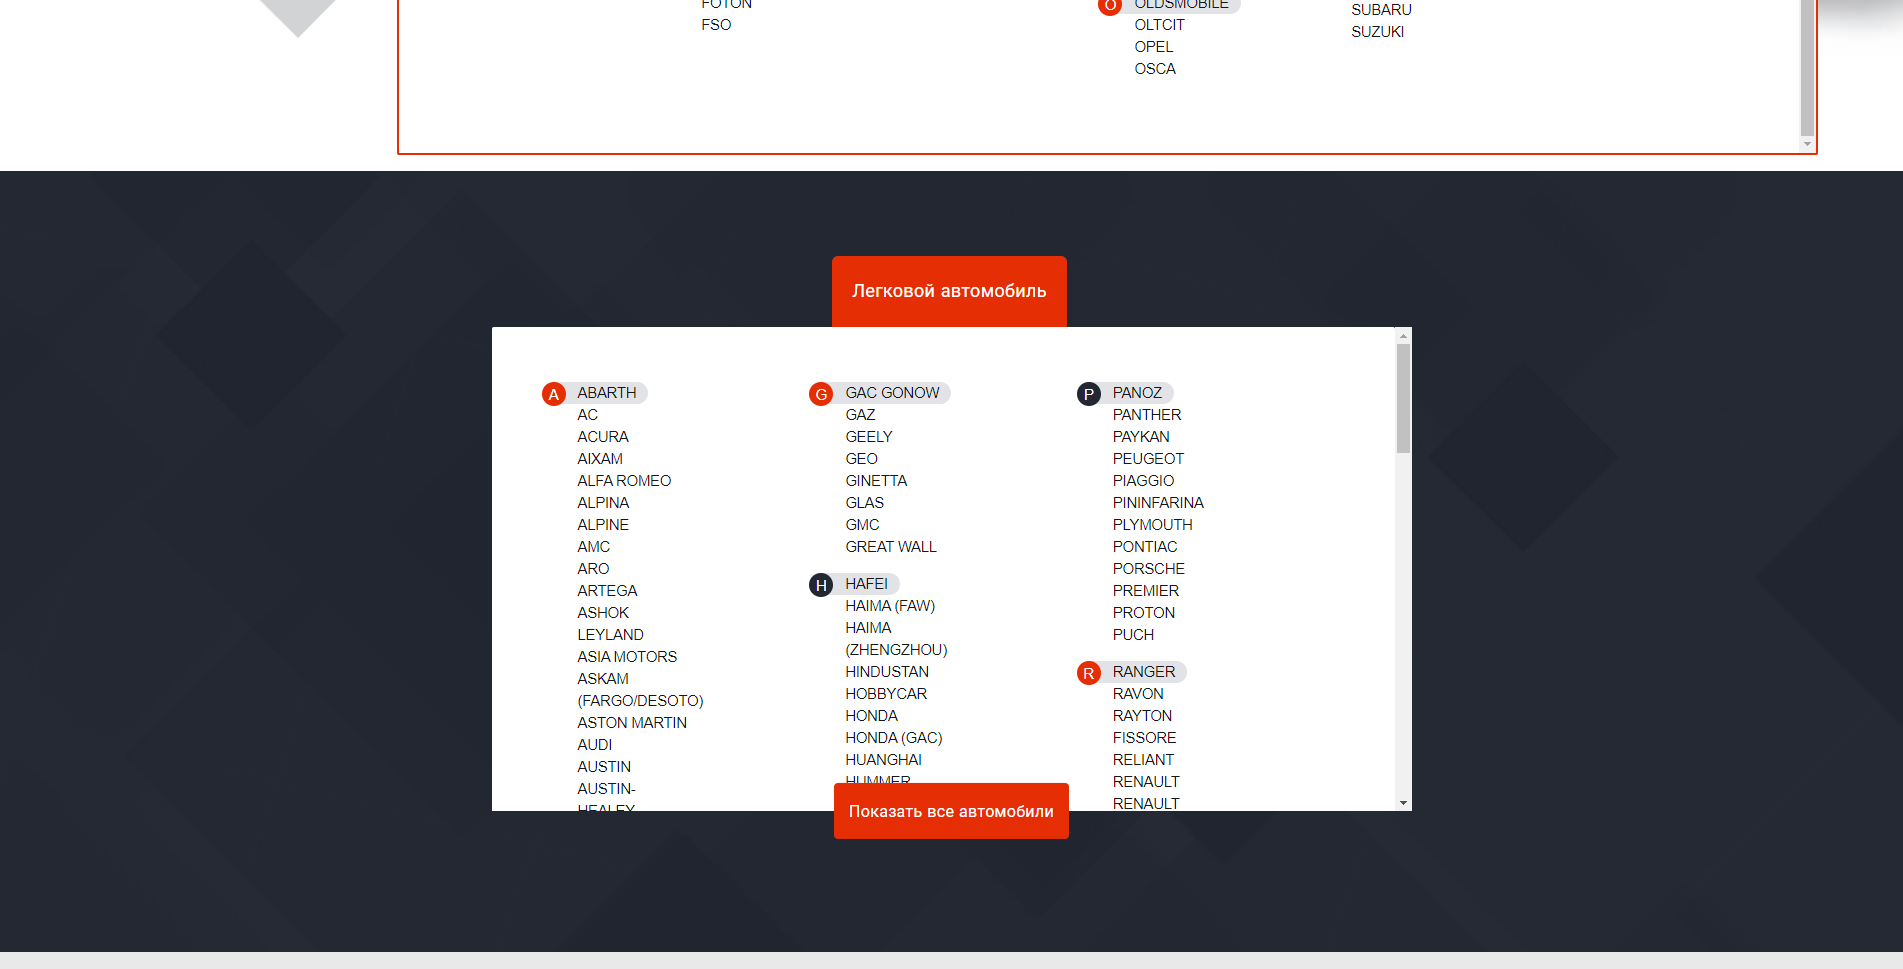 FOTON
FSO
O OLDSMOBILE
OLTCIT
OPEL
OSCA
SUBARU
SUZUKI
Легковой автомобиль
A ABARTH
AC
ACURA
AIXAM
ALFA ROMEO
ALPINA
ALPINE
AMC
ARO
ARTEGA
ASHOK
LEYLAND
ASIA MOTORS
ASKAM
(FARGO/DESOTO)
ASTON MARTIN
AUDI
AUSTIN
AUSTIN-
HEALEY
G GAC GONOW
GAZ
GEELY
GEO
GINETTA
GLAS
GMC
GREAT WALL
H HAFEI
HAIMA (FAW)
HAIMA
(ZHENGZHOU)
HINDUSTAN
HOBBYCAR
HONDA
HONDA (GAC)
HUANGHAI
HUMMER
P PANOZ
PANTHER
PAYKAN
PEUGEOT
PIAGGIO
PININFARINA
PLYMOUTH
PONTIAC
PORSCHE
PREMIER
PROTON
PUCH
R RANGER
RAVON
RAYTON
FISSORE
RELIANT
RENAULT
RENAULT
Показать все автомобили